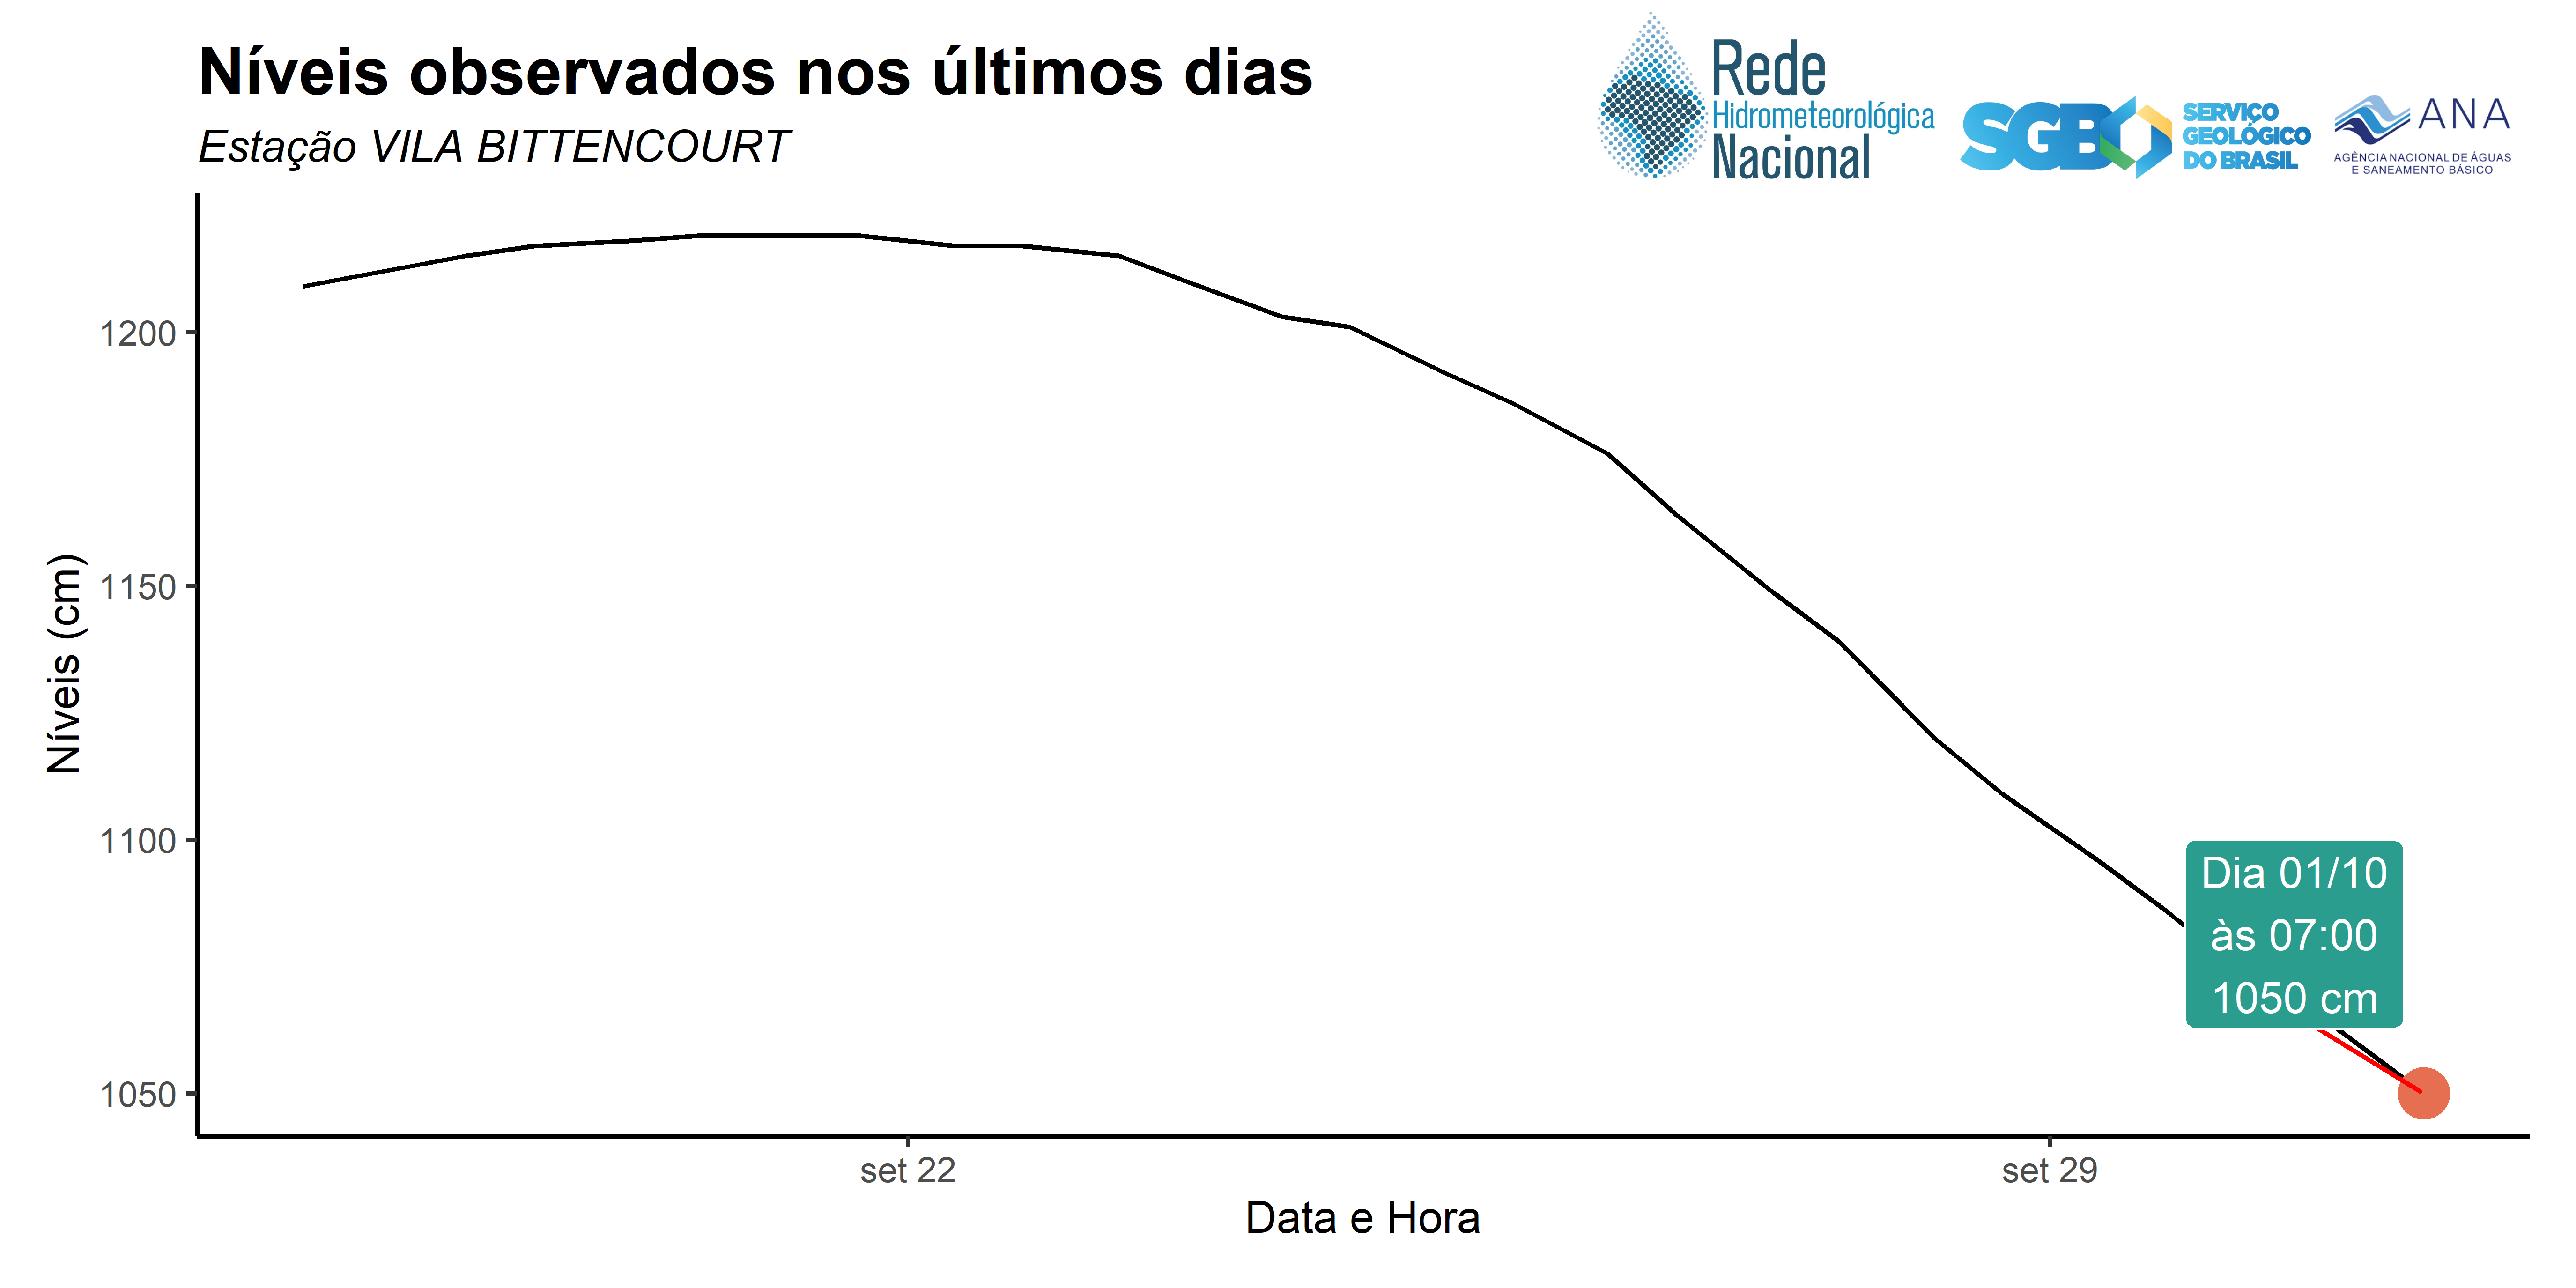 Níveis observados nos últimos dias
Estação VILA BITTENCOURT
Rede
Hidrometeorológica
Nacional
SGB
SERVIÇO
GEOLÓGICO
DO BRASIL
ANA
AGÊNCIA NACIONAL DE ÁGUAS
E SANEAMENTO BÁSICO
Níveis (cm)
1200
1150
1100
1050
Dia 01/10
às 07:00
1050 cm
set 22
set 29
Data e Hora